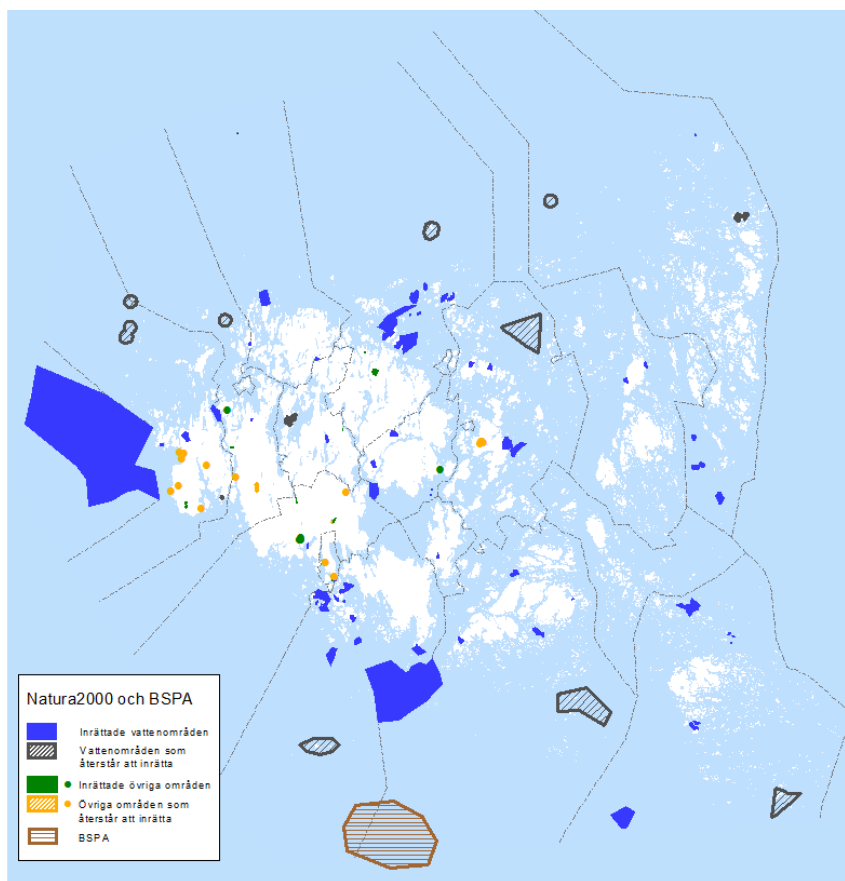 Natura2000 och BSPA
Inrättade vattenområden
Vattenområden som
återstår att inrätta
Inrättade övriga områden
Övriga områden som
återstår att inrätta
BSPA